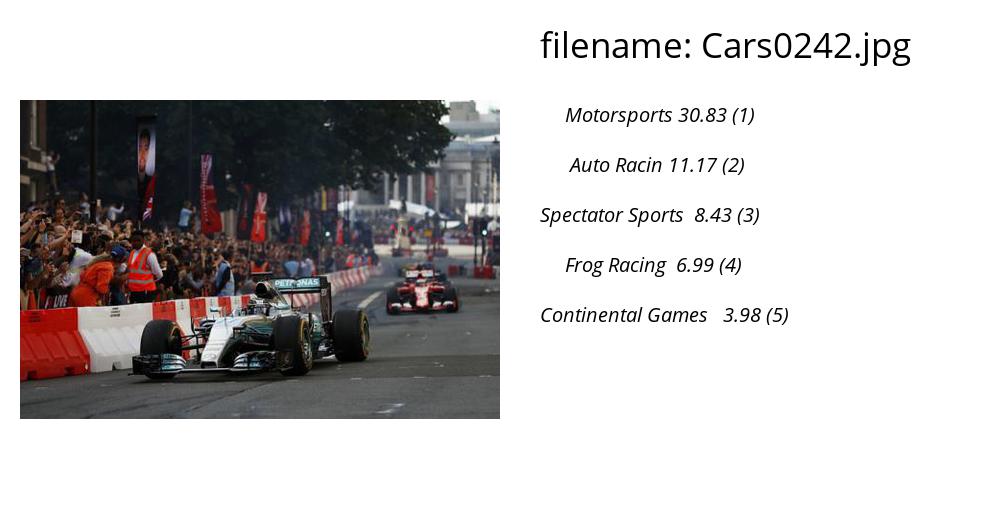 filename: Cars0242.jpg
Motorsports 30.83 (1)
Auto Racin 11.17 (2)
Spectator Sports 8.43 (3)
Frog Racing 6.99 (4)
Continental Games 3.98 (5)
PETRONAS
LIVE